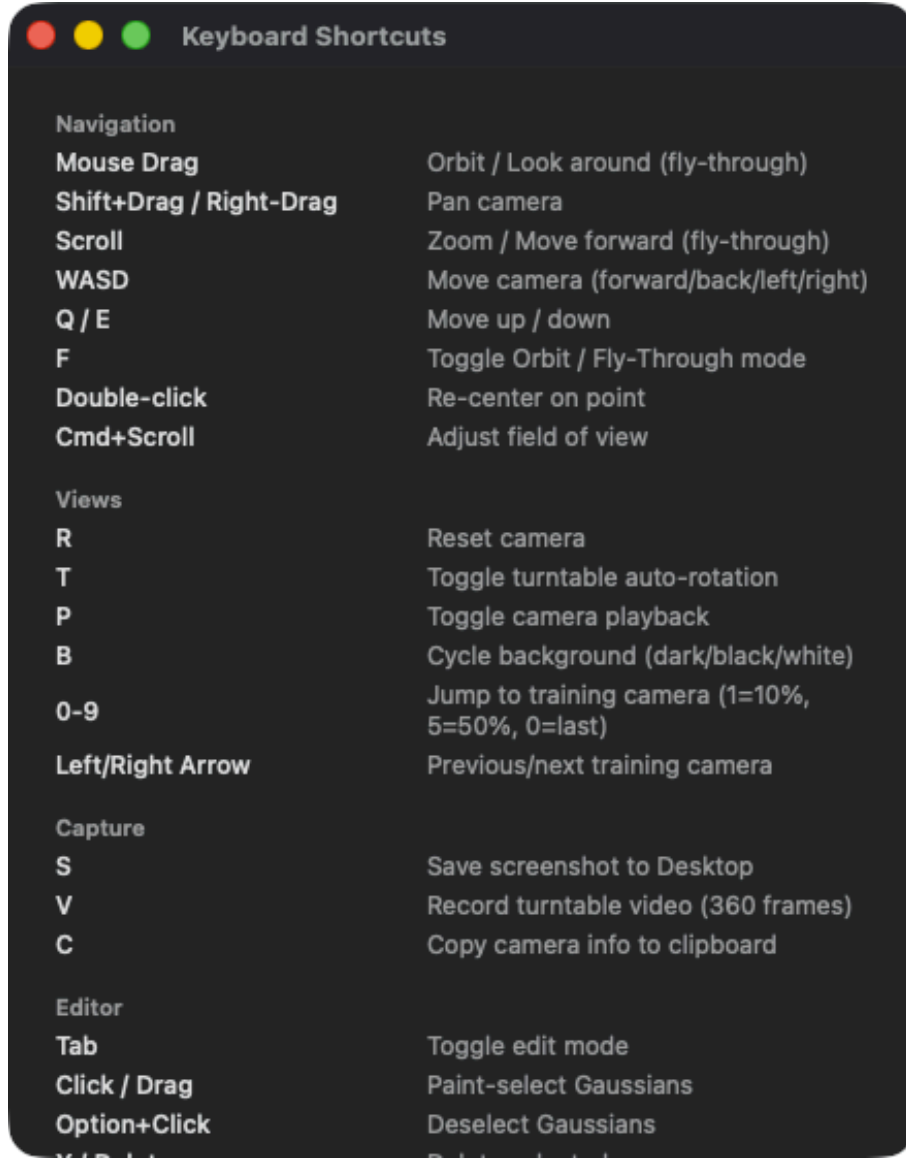 Keyboard Shortcuts
Navigation
Mouse Drag Orbit / Look around (fly-through)
Shift+Drag / Right-Drag Pan camera
Scroll Zoom / Move forward (fly-through)
WASD Move camera (forward/back/left/right)
Q / E Move up / down
F Toggle Orbit / Fly-Through mode
Double-click Re-center on point
Cmd+Scroll Adjust field of view
Views
R Reset camera
T Toggle turntable auto-rotation
P Toggle camera playback
B Cycle background (dark/black/white)
0-9 Jump to training camera (1=10%,
5=50%, 0=last)
Left/Right Arrow Previous/next training camera
Capture
S Save screenshot to Desktop
V Record turntable video (360 frames)
C Copy camera info to clipboard
Editor
Tab Toggle edit mode
Click / Drag Paint-select Gaussians
Option+Click Deselect Gaussians